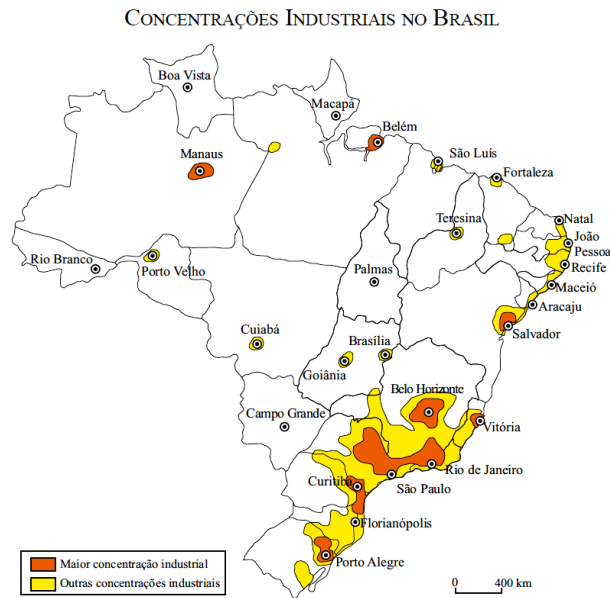 CONCENTRAÇÕES INDUSTRIAIS NO BRASIL
Boa Vista
Macapá
Belém
Manaus
São Luís
Fortaleza
Teresina
Natal
João
Pessoa
Recife
Rio Branco
Porto Velho
Palmas
Maceió
Aracaju
Salvador
Cuiabá
Brasília
Goiânia
Belo Horizonte
Campo Grande
Vitória
Rio de Janeiro
Curitiba
São Paulo
Florianópolis
Porto Alegre
Maior concentração industrial
Outras concentrações industriais
0 400 km